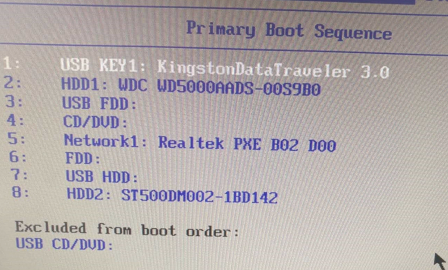 Primary Boot Sequence
1: USB KEY1: KingstonDataTraveler 3.0
2: HDD1: WDC WD5000AADS-00S9B0
3: USB FDD:
4: CD/DVD:
5: Network1: Realtek PXE B02 D00
6: FDD:
7: USB HDD:
8: HDD2: ST500DM002-1BD142
Excluded from boot order:
USB CD/DVD: